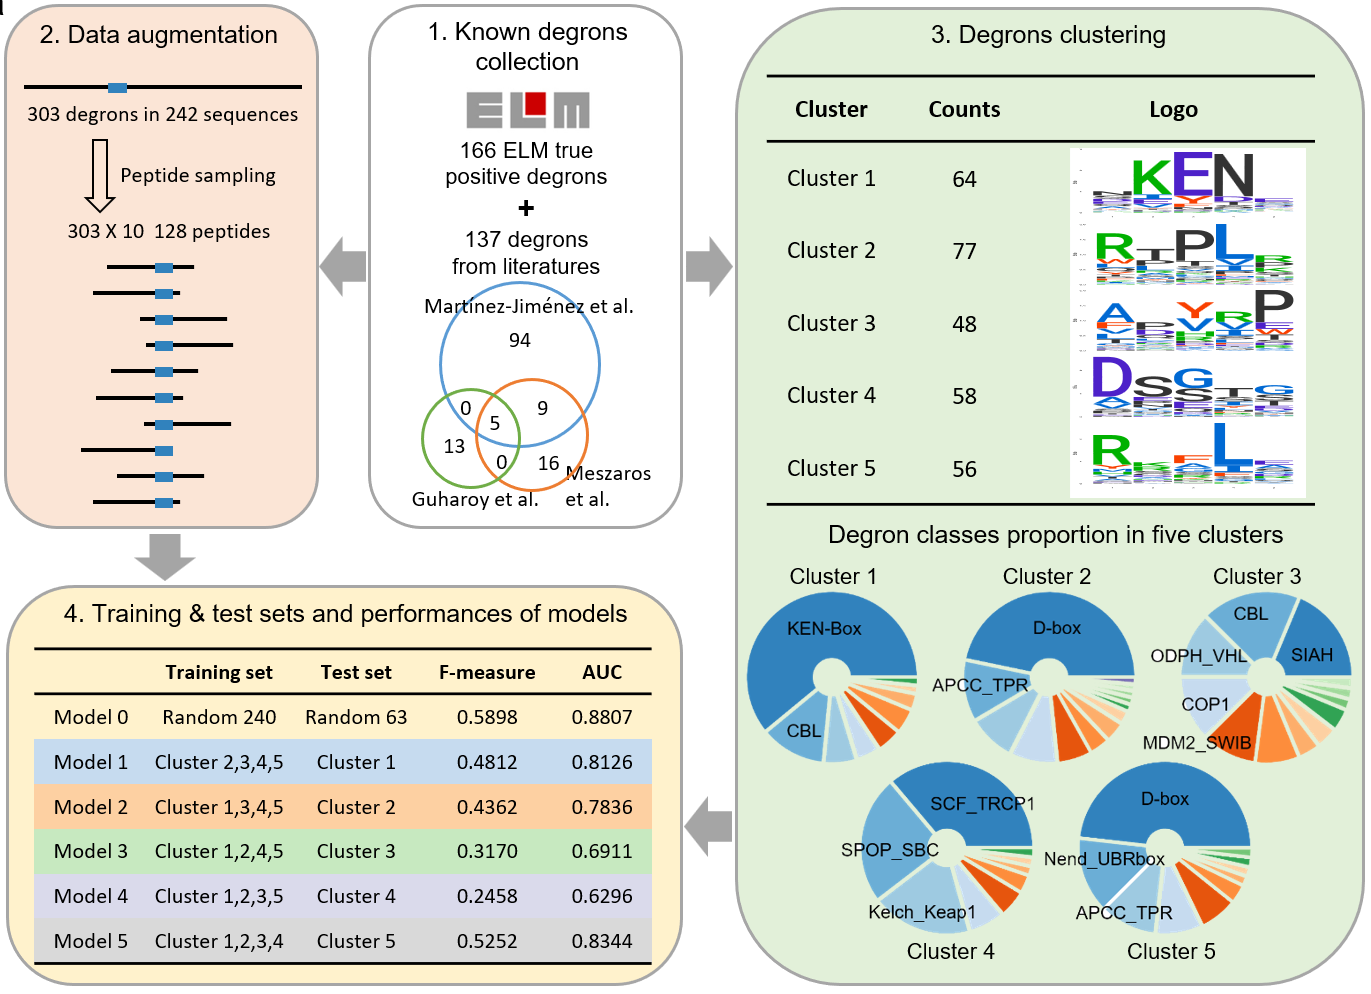 2. Data augmentation
303 degrons in 242 sequences
Peptide sampling
303 X 10 128 peptides
1. Known degrons
collection
ELM
166 ELM true
positive degrons
+
137 degrons
from literatures
Martínez-Jiménez et al.
94
0
9
5
13
0
16
Meszaros
et al.
Guharoy et al.
3. Degrons clustering
Cluster Counts Logo
Cluster 1 64 KEN
Cluster 2 77
Cluster 3 48
Cluster 4 58
Cluster 5 56
Degron classes proportion in five clusters
Cluster 1
KEN-Box
CBL
Cluster 2
D-box
APCC_TPR
Cluster 3
CBL
SIAH
ODPH_VHL
COP1
MDM2_SWIB
SCF_TRCP1
SPOP_SBC
Kelch_Keap1
Cluster 4
D-box
Nend_UBRbox
APCC_TPR
Cluster 5
4. Training & test sets and performances of models
Training set Test set F-measure AUC
Model 0 Random 240 Random 63 0.5898 0.8807
Model 1 Cluster 2,3,4,5 Cluster 1 0.4812 0.8126
Model 2 Cluster 1,3,4,5 Cluster 2 0.4362 0.7836
Model 3 Cluster 1,2,4,5 Cluster 3 0.3170 0.6911
Model 4 Cluster 1,2,3,5 Cluster 4 0.2458 0.6296
Model 5 Cluster 1,2,3,4 Cluster 5 0.5252 0.8344